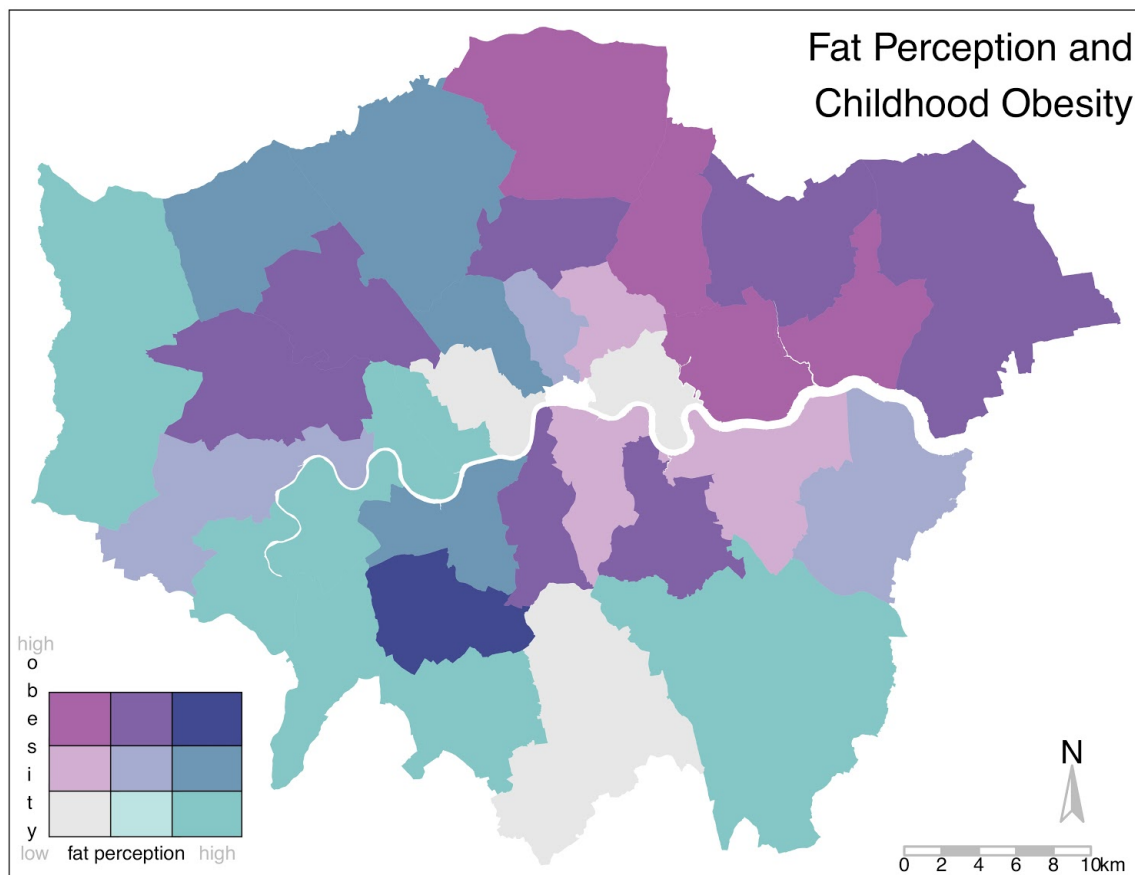 Fat Perception and
Childhood Obesity
high
o
b
e
s
i
t
y
low fat perception high
N
0 2 4 6 8 10km